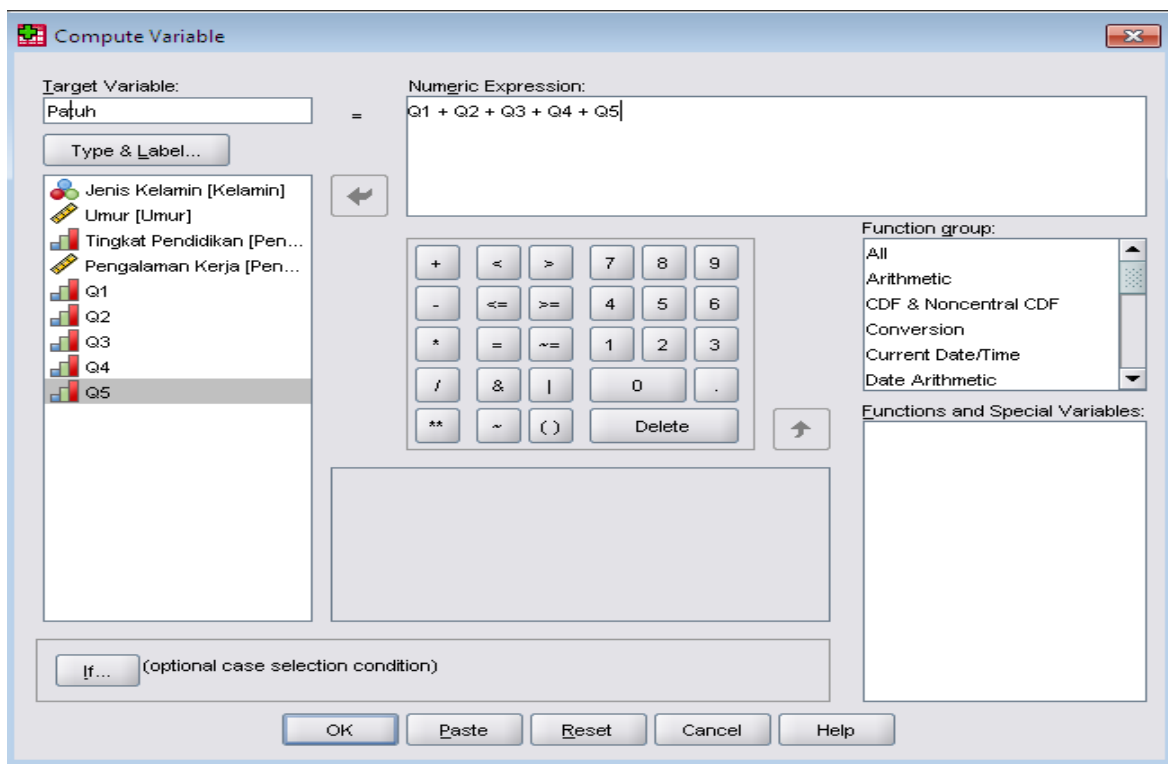 Compute Variable
Target Variable:
Patuh
=
Type & Label...
Jenis Kelamin [Kelamin]
Umur [Umur]
Tingkat Pendidikan [Pen...
Pengalaman Kerja [Pen...
Q1
Q2
Q3
Q4
Q5
Numeric Expression:
Q1 + Q2 + Q3 + Q4 + Q5
+ < > 7 8 9
- <= >= 4 5 6
* = ~= 1 2 3
/ & | 0 .
** ~ ( ) Delete
Function group:
All
Arithmetic
CDF & Noncentral CDF
Conversion
Current Date/Time
Date Arithmetic
Functions and Special Variables:
If... (optional case selection condition)
OK Paste Reset Cancel Help